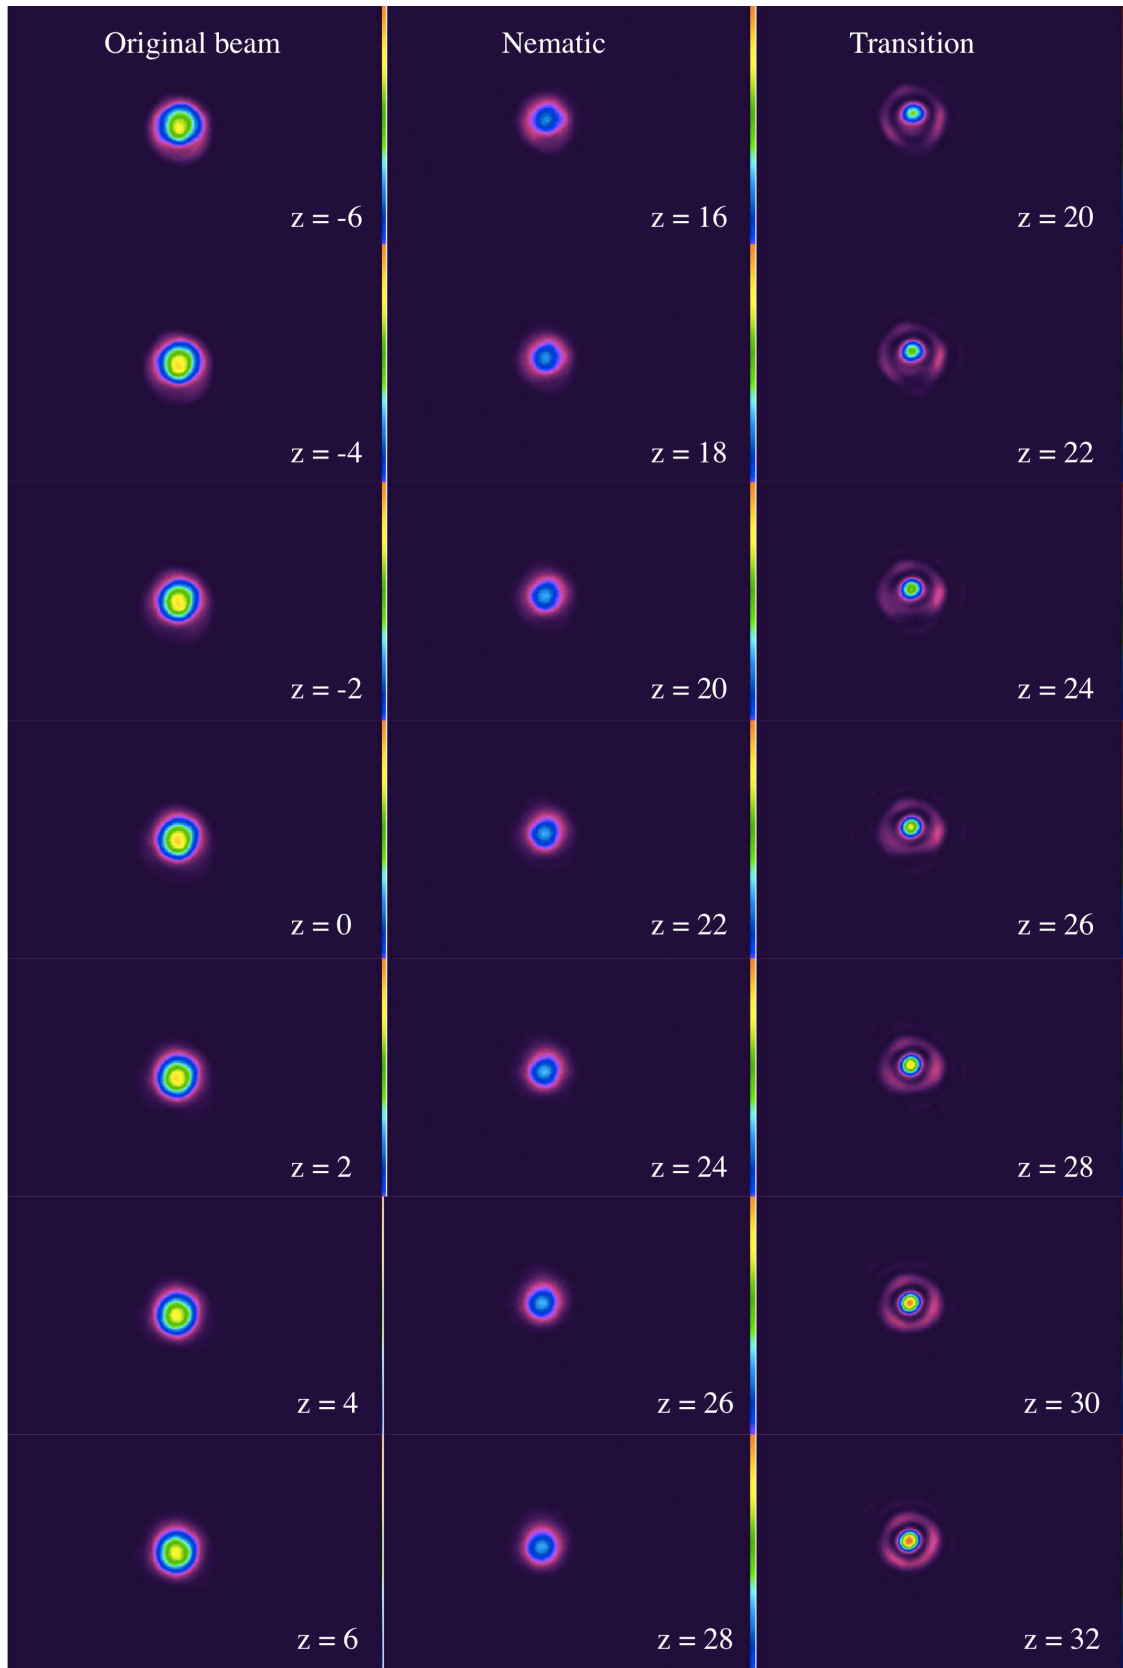 Original beam Nematic Transition
z = -6 z = 16 z = 20
z = -4 z = 18 z = 22
z = -2 z = 20 z = 24
z = 0 z = 22 z = 26
z = 2 z = 24 z = 28
z = 4 z = 26 z = 30
z = 6 z = 28 z = 32